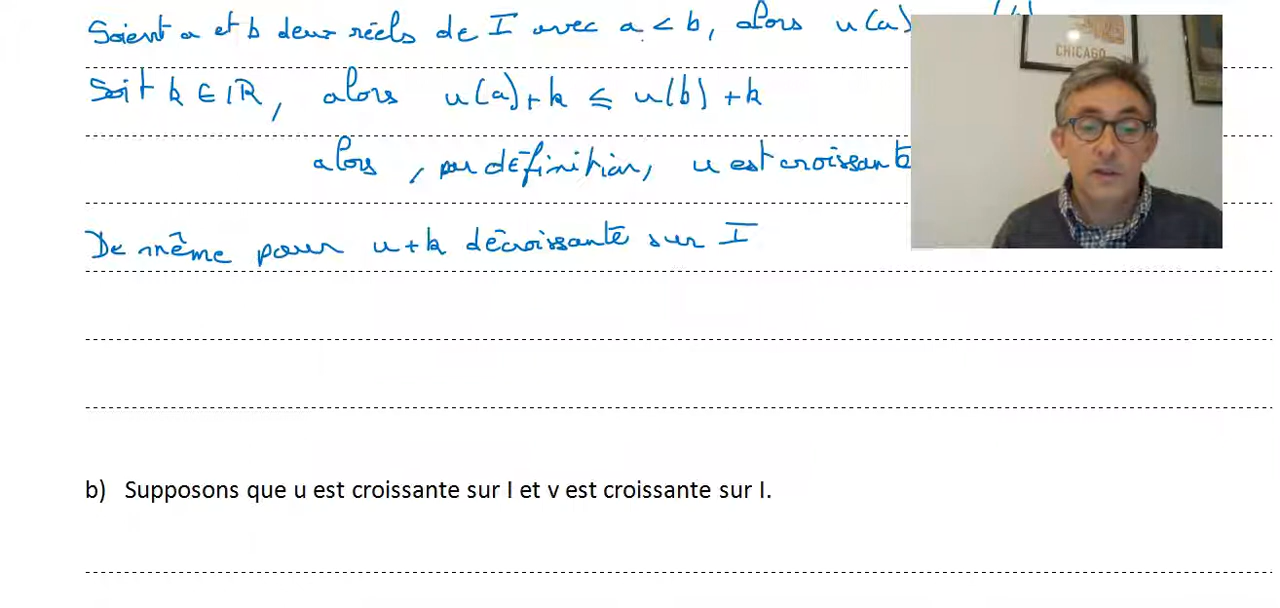 Soient a et b deux réels de I avec a < b, alors u(a)
Soit k ∈ IR, alors u(a)+k ≤ u(b)+k
CHICAGO
alors, par définition, u est croissante
De même pour u+k décroissante sur I
b) Supposons que u est croissante sur I et v est croissante sur I.